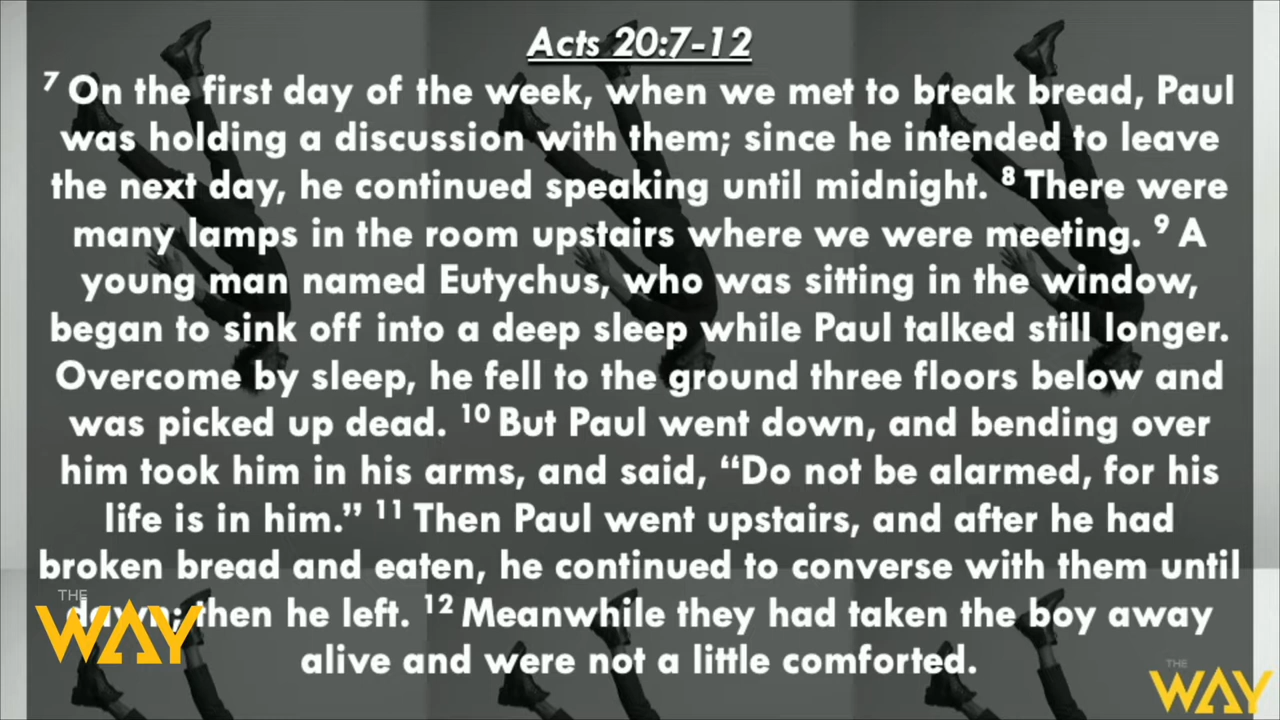 Acts 20:7-12
7 On the first day of the week, when we met to break bread, Paul
was holding a discussion with them; since he intended to leave
the next day, he continued speaking until midnight. 8 There were
many lamps in the room upstairs where we were meeting. 9 A
young man named Eutychus, who was sitting in the window,
began to sink off into a deep sleep while Paul talked still longer.
Overcome by sleep, he fell to the ground three floors below and
was picked up dead. 10 But Paul went down, and bending over
him took him in his arms, and said, “Do not be alarmed, for his
life is in him.” 11 Then Paul went upstairs, and after he had
broken bread and eaten, he continued to converse with them until
dawn; then he left. 12 Meanwhile they had taken the boy away
alive and were not a little comforted.
THE
WAY
THE
WAY